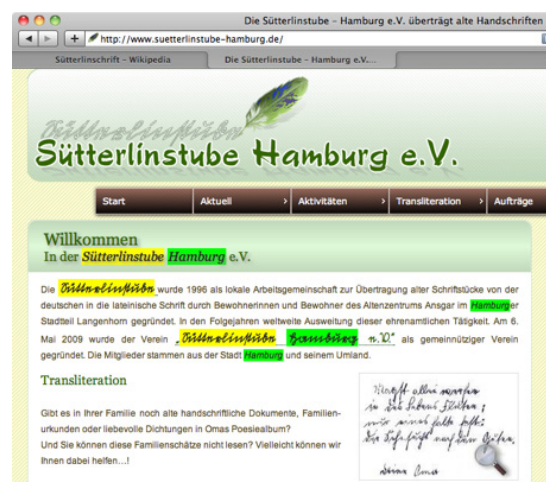 Die Sütterlinstube – Hamburg e.V. überträgt alte Handschriften
http://www.suetterlinstube-hamburg.de/
Sütterlinschrift – Wikipedia
Die Sütterlinstube – Hamburg e.V....
Sütterlinstube
Sütterlinstube Hamburg e.V.
Start Aktuell › Aktivitäten › Transliteration › Aufträge
Willkommen
In der Sütterlinstube Hamburg e.V.
Die Sütterlinstube wurde 1996 als lokale Arbeitsgemeinschaft zur Übertragung alter Schriftstücke von der
deutschen in die lateinische Schrift durch Bewohnerinnen und Bewohner des Altenzentrums Ansgar im Hamburger
Stadtteil Langenhorn gegründet. In den Folgejahren weltweite Ausweitung dieser ehrenamtlichen Tätigkeit. Am 6.
Mai 2009 wurde der Verein „Sütterlinstube Hamburg e.V." als gemeinnütziger Verein
gegründet. Die Mitglieder stammen aus der Stadt Hamburg und seinem Umland.
Transliteration
Gibt es in Ihrer Familie noch alte handschriftliche Dokumente, Familien-
urkunden oder liebevolle Dichtungen in Omas Poesiealbum?
Und Sie können diese Familienschätze nicht lesen? Vielleicht können wir
Ihnen dabei helfen...!
in des Lebens Fluten;
Deine Oma